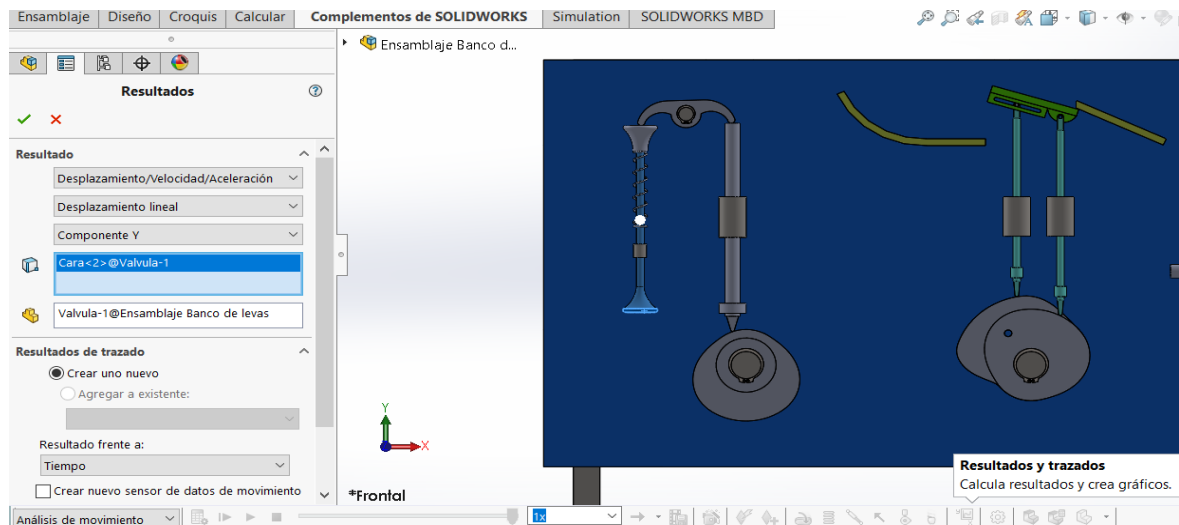 Ensamblaje Diseño Croquis Calcular Complementos de SOLIDWORKS Simulation SOLIDWORKS MBD
Ensamblaje Banco d...
Resultados
Resultado
Desplazamiento/Velocidad/Aceleración
Desplazamiento lineal
Componente Y
Cara<2>@Valvula-1
Valvula-1@Ensamblaje Banco de levas
Resultados de trazado
Crear uno nuevo
Agregar a existente:
Resultado frente a:
Tiempo
Crear nuevo sensor de datos de movimiento
Y
X
*Frontal
Resultados y trazados
Calcula resultados y crea gráficos.
Análisis de movimiento
1x